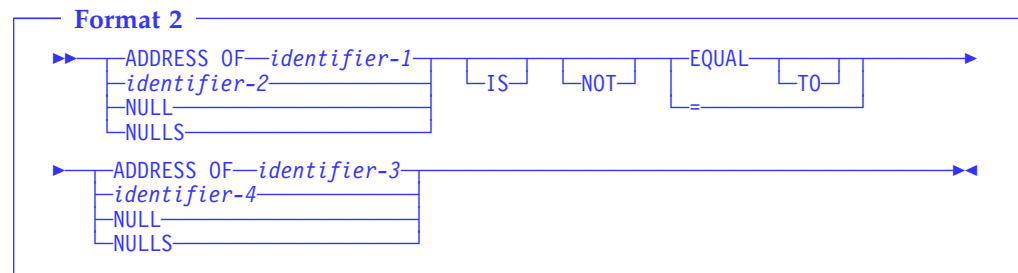 Format 2
ADDRESS OF identifier-1 IS NOT EQUAL TO
identifier-2 =
NULL
NULLS
ADDRESS OF identifier-3
identifier-4
NULL
NULLS